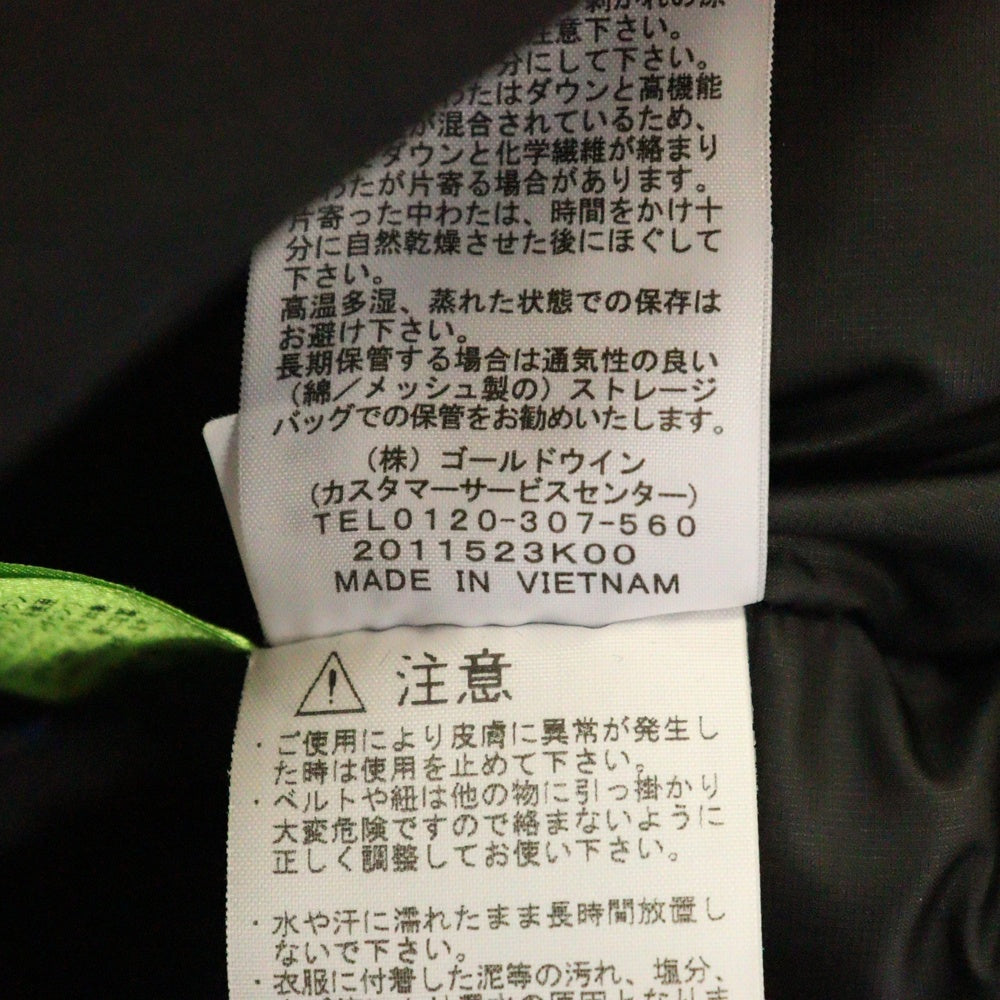 意下さい。
分にして下さい。
わたはダウンと高機能
が混合されているため、
ダウンと化学繊維が絡まり
わたが片寄る場合があります。
片寄った中わたは、時間をかけ十
分に自然乾燥させた後にほぐして
下さい。
高温多湿、蒸れた状態での保存は
お避け下さい。
長期保管する場合は通気性の良い
(綿/メッシュ製の)ストレージ
バッグでの保管をお勧めいたします。
(株)ゴールドウイン
(カスタマーサービスセンター)
TEL0120-307-560
2011523K00
MADE IN VIETNAM
注意
・ご使用により皮膚に異常が発生し
た時は使用を止めて下さい。
・ベルトや紐は他の物に引っ掛かり
大変危険ですので絡まないように
正しく調整してお使い下さい。
・水や汗に濡れたまま長時間放置し
ないで下さい。
・衣服に付着した泥等の汚れ、塩分、